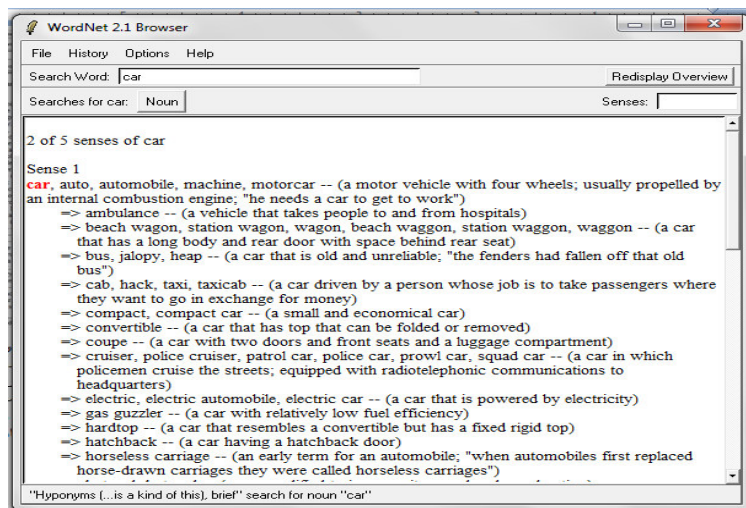 WordNet 2.1 Browser
File History Options Help
Search Word: car Redisplay Overview
Searches for car: Noun Senses:
2 of 5 senses of car
Sense 1
car, auto, automobile, machine, motorcar -- (a motor vehicle with four wheels; usually propelled by
an internal combustion engine; "he needs a car to get to work")
=> ambulance -- (a vehicle that takes people to and from hospitals)
=> beach wagon, station wagon, wagon, beach waggon, station waggon, waggon -- (a car
that has a long body and rear door with space behind rear seat)
=> bus, jalopy, heap -- (a car that is old and unreliable; "the fenders had fallen off that old
bus")
=> cab, hack, taxi, taxicab -- (a car driven by a person whose job is to take passengers where
they want to go in exchange for money)
=> compact, compact car -- (a small and economical car)
=> convertible -- (a car that has top that can be folded or removed)
=> coupe -- (a car with two doors and front seats and a luggage compartment)
=> cruiser, police cruiser, patrol car, police car, prowl car, squad car -- (a car in which
policemen cruise the streets; equipped with radiotelephonic communications to
headquarters)
=> electric, electric automobile, electric car -- (a car that is powered by electricity)
=> gas guzzler -- (a car with relatively low fuel efficiency)
=> hardtop -- (a car that resembles a convertible but has a fixed rigid top)
=> hatchback -- (a car having a hatchback door)
=> horseless carriage -- (an early term for an automobile; "when automobiles first replaced
horse-drawn carriages they were called horseless carriages")
"Hyponyms (...is a kind of this), brief" search for noun "car"